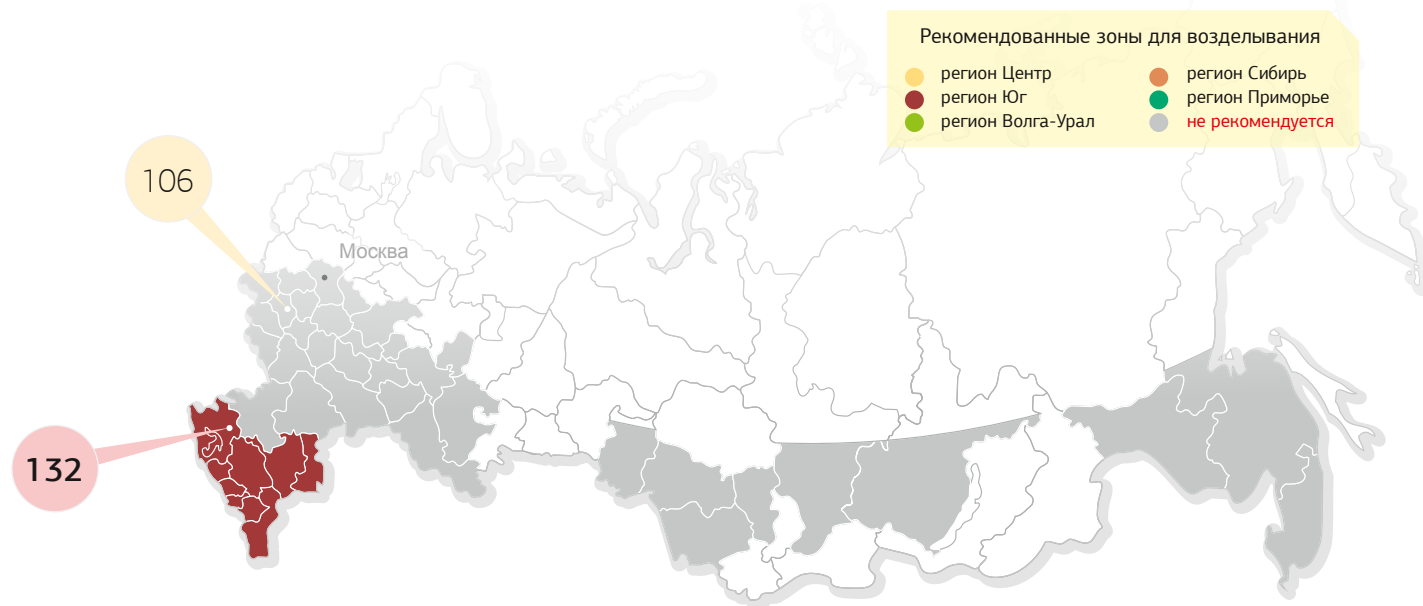 Рекомендованные зоны для возделывания
регион Центр
регион Сибирь
регион Юг
регион Приморье
регион Волга-Урал
не рекомендуется
106
Москва
132